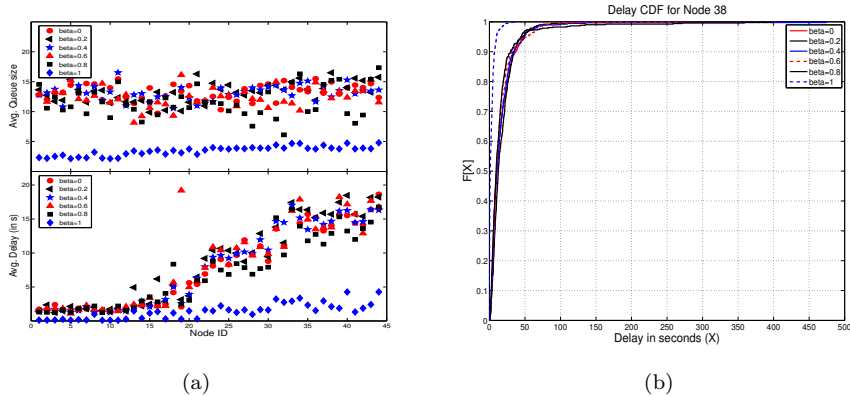 25
20
15
10
5
Avg. Queue size
beta=0
beta=0.2
beta=0.4
beta=0.6
beta=0.8
beta=1
20
15
10
5
Avg. Delay (in s)
beta=0
beta=0.2
beta=0.4
beta=0.6
beta=0.8
beta=1
0 5 10 15 20 25 30 35 40 45
Node ID
(a)
Delay CDF for Node 38
1
0.9
0.8
0.7
0.6
0.5
0.4
0.3
0.2
0.1
0
F[X]
beta=0
beta=0.2
beta=0.4
beta=0.6
beta=0.8
beta=1
0 50 100 150 200 250 300 350 400 450 500
Delay in seconds (X)
(b)